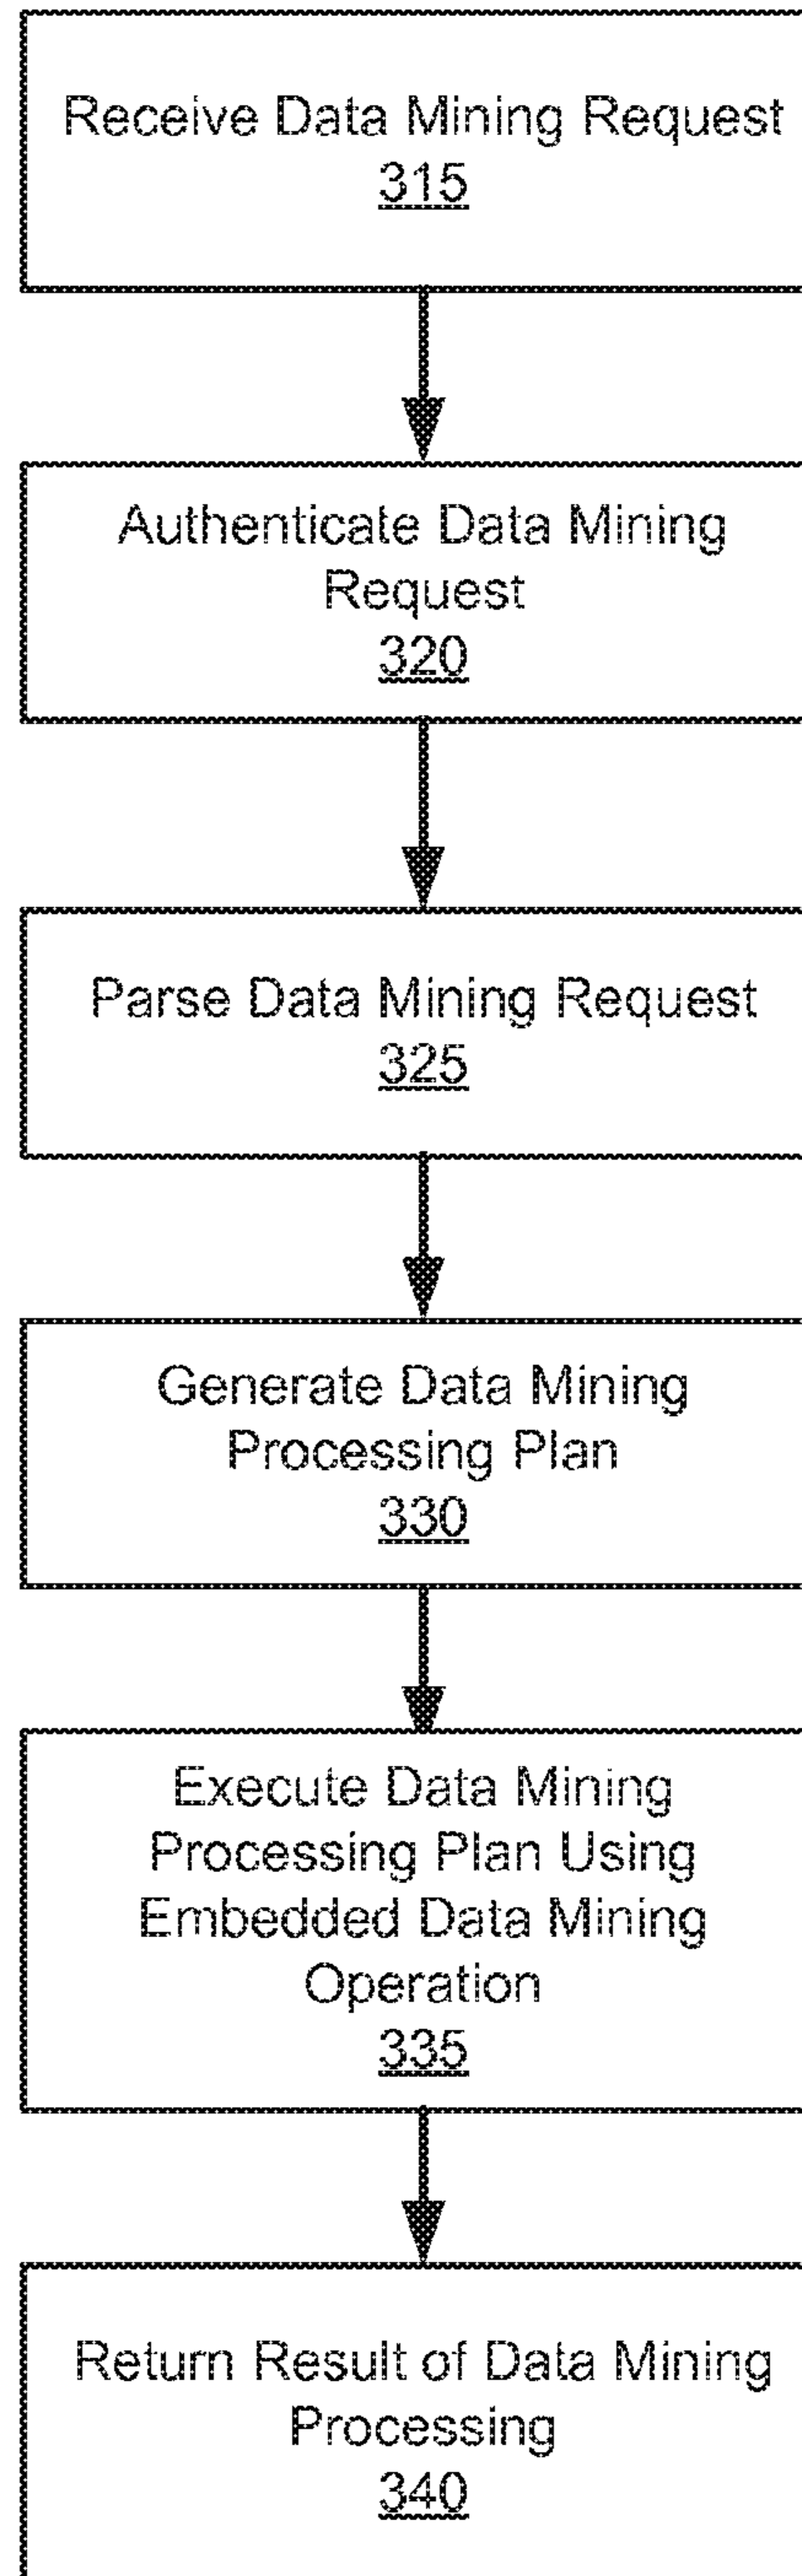 Receive Data Mining Request
315
Authenticate Data Mining
Request
320
Parse Data Mining Request
325
Generate Data Mining
Processing Plan
330
Execute Data Mining
Processing Plan Using
Embedded Data Mining
Operation
335
Return Result of Data Mining
Processing
340